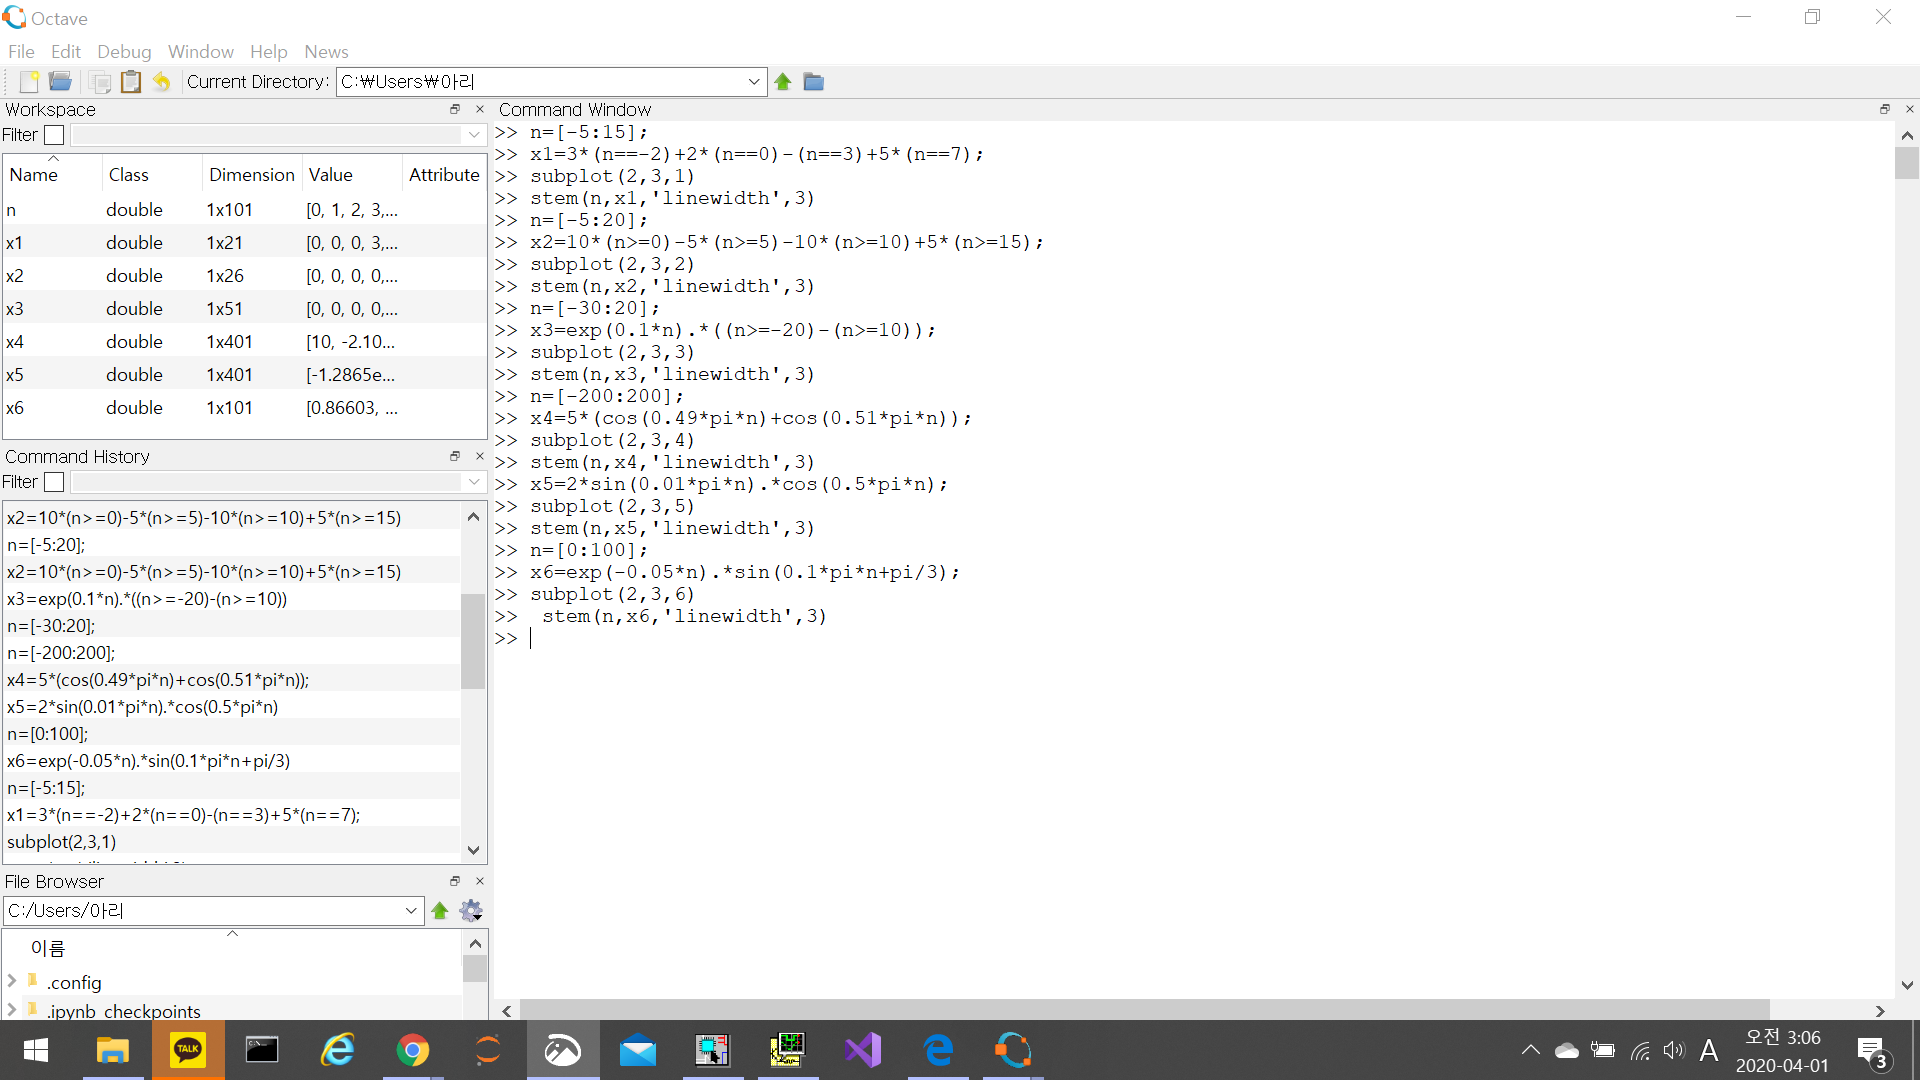 Octave
File Edit Debug Window Help News
Current Directory: C:₩Users₩아리
Workspace
Filter
Name Class Dimension Value Attribute
n double 1x101 [0, 1, 2, 3,...
x1 double 1x21 [0, 0, 0, 3,...
x2 double 1x26 [0, 0, 0, 0,...
x3 double 1x51 [0, 0, 0, 0,...
x4 double 1x401 [10, -2.10...
x5 double 1x401 [-1.2865e...
x6 double 1x101 [0.86603, ...
Command History
Filter
x2=10*(n>=0)-5*(n>=5)-10*(n>=10)+5*(n>=15)
n=[-5:20];
x2=10*(n>=0)-5*(n>=5)-10*(n>=10)+5*(n>=15)
x3=exp(0.1*n).*((n>=-20)-(n>=10))
n=[-30:20];
n=[-200:200];
x4=5*(cos(0.49*pi*n)+cos(0.51*pi*n));
x5=2*sin(0.01*pi*n).*cos(0.5*pi*n)
n=[0:100];
x6=exp(-0.05*n).*sin(0.1*pi*n+pi/3)
n=[-5:15];
x1=3*(n==-2)+2*(n==0)-(n==3)+5*(n==7);
subplot(2,3,1)
File Browser
C:/Users/아리
이름
.config
.ipynb_checkpoints
Command Window
>> n=[-5:15];
>> x1=3*(n==-2)+2*(n==0)-(n==3)+5*(n==7);
>> subplot(2,3,1)
>> stem(n,x1,'linewidth',3)
>> n=[-5:20];
>> x2=10*(n>=0)-5*(n>=5)-10*(n>=10)+5*(n>=15);
>> subplot(2,3,2)
>> stem(n,x2,'linewidth',3)
>> n=[-30:20];
>> x3=exp(0.1*n).*((n>=-20)-(n>=10));
>> subplot(2,3,3)
>> stem(n,x3,'linewidth',3)
>> n=[-200:200];
>> x4=5*(cos(0.49*pi*n)+cos(0.51*pi*n));
>> subplot(2,3,4)
>> stem(n,x4,'linewidth',3)
>> x5=2*sin(0.01*pi*n).*cos(0.5*pi*n);
>> subplot(2,3,5)
>> stem(n,x5,'linewidth',3)
>> n=[0:100];
>> x6=exp(-0.05*n).*sin(0.1*pi*n+pi/3);
>> subplot(2,3,6)
>>  stem(n,x6,'linewidth',3)
>>
TALK
A
오전 3:06
2020-04-01
3